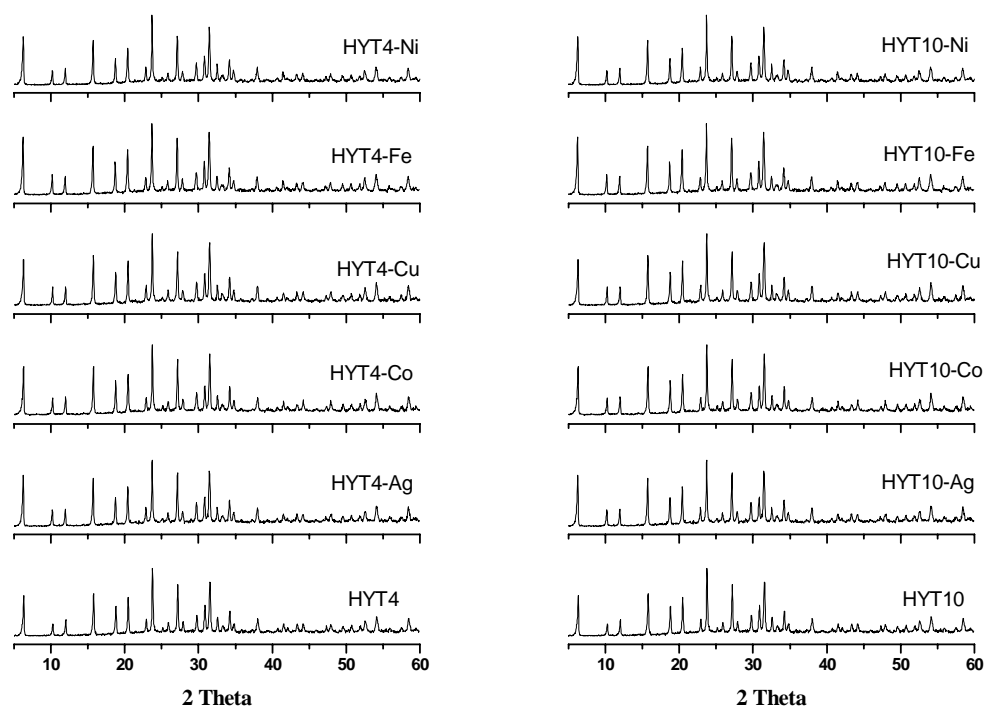 HYT4-Ni
HYT4-Fe
HYT4-Cu
HYT4-Co
HYT4-Ag
HYT4
10 20 30 40 50 60
2 Theta
HYT10-Ni
HYT10-Fe
HYT10-Cu
HYT10-Co
HYT10-Ag
HYT10
10 20 30 40 50 60
2 Theta